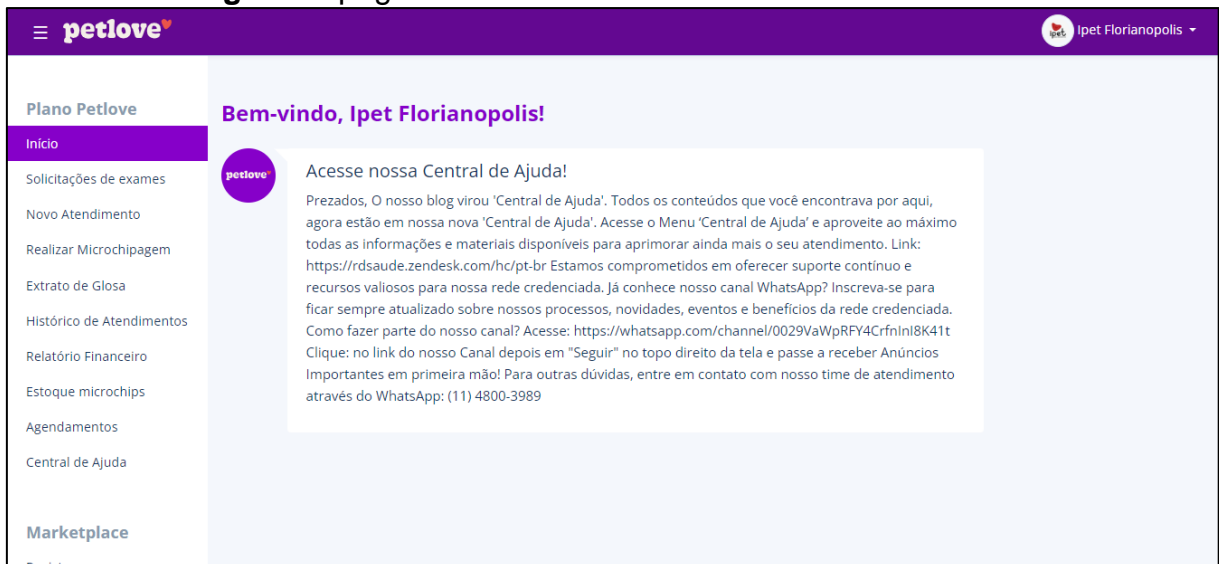 petlove
Ipet Florianopolis
Plano Petlove
Início
Solicitações de exames
Novo Atendimento
Realizar Microchipagem
Extrato de Glosa
Histórico de Atendimentos
Relatório Financeiro
Estoque microchips
Agendamentos
Central de Ajuda
Marketplace
Bem-vindo, Ipet Florianopolis!
petlove
Acesse nossa Central de Ajuda!
Prezados, O nosso blog virou 'Central de Ajuda'. Todos os conteúdos que você encontrava por aqui,
agora estão em nossa nova 'Central de Ajuda'. Acesse o Menu ‘Central de Ajuda’ e aproveite ao máximo
todas as informações e materiais disponíveis para aprimorar ainda mais o seu atendimento. Link:
https://rdsaude.zendesk.com/hc/pt-br Estamos comprometidos em oferecer suporte contínuo e
recursos valiosos para nossa rede credenciada. Já conhece nosso canal WhatsApp? Inscreva-se para
ficar sempre atualizado sobre nossos processos, novidades, eventos e benefícios da rede credenciada.
Como fazer parte do nosso canal? Acesse: https://whatsapp.com/channel/0029VaWpRFY4CrfnInI8K41t
Clique: no link do nosso Canal depois em "Seguir" no topo direito da tela e passe a receber Anúncios
Importantes em primeira mão! Para outras dúvidas, entre em contato com nosso time de atendimento
através do WhatsApp: (11) 4800-3989